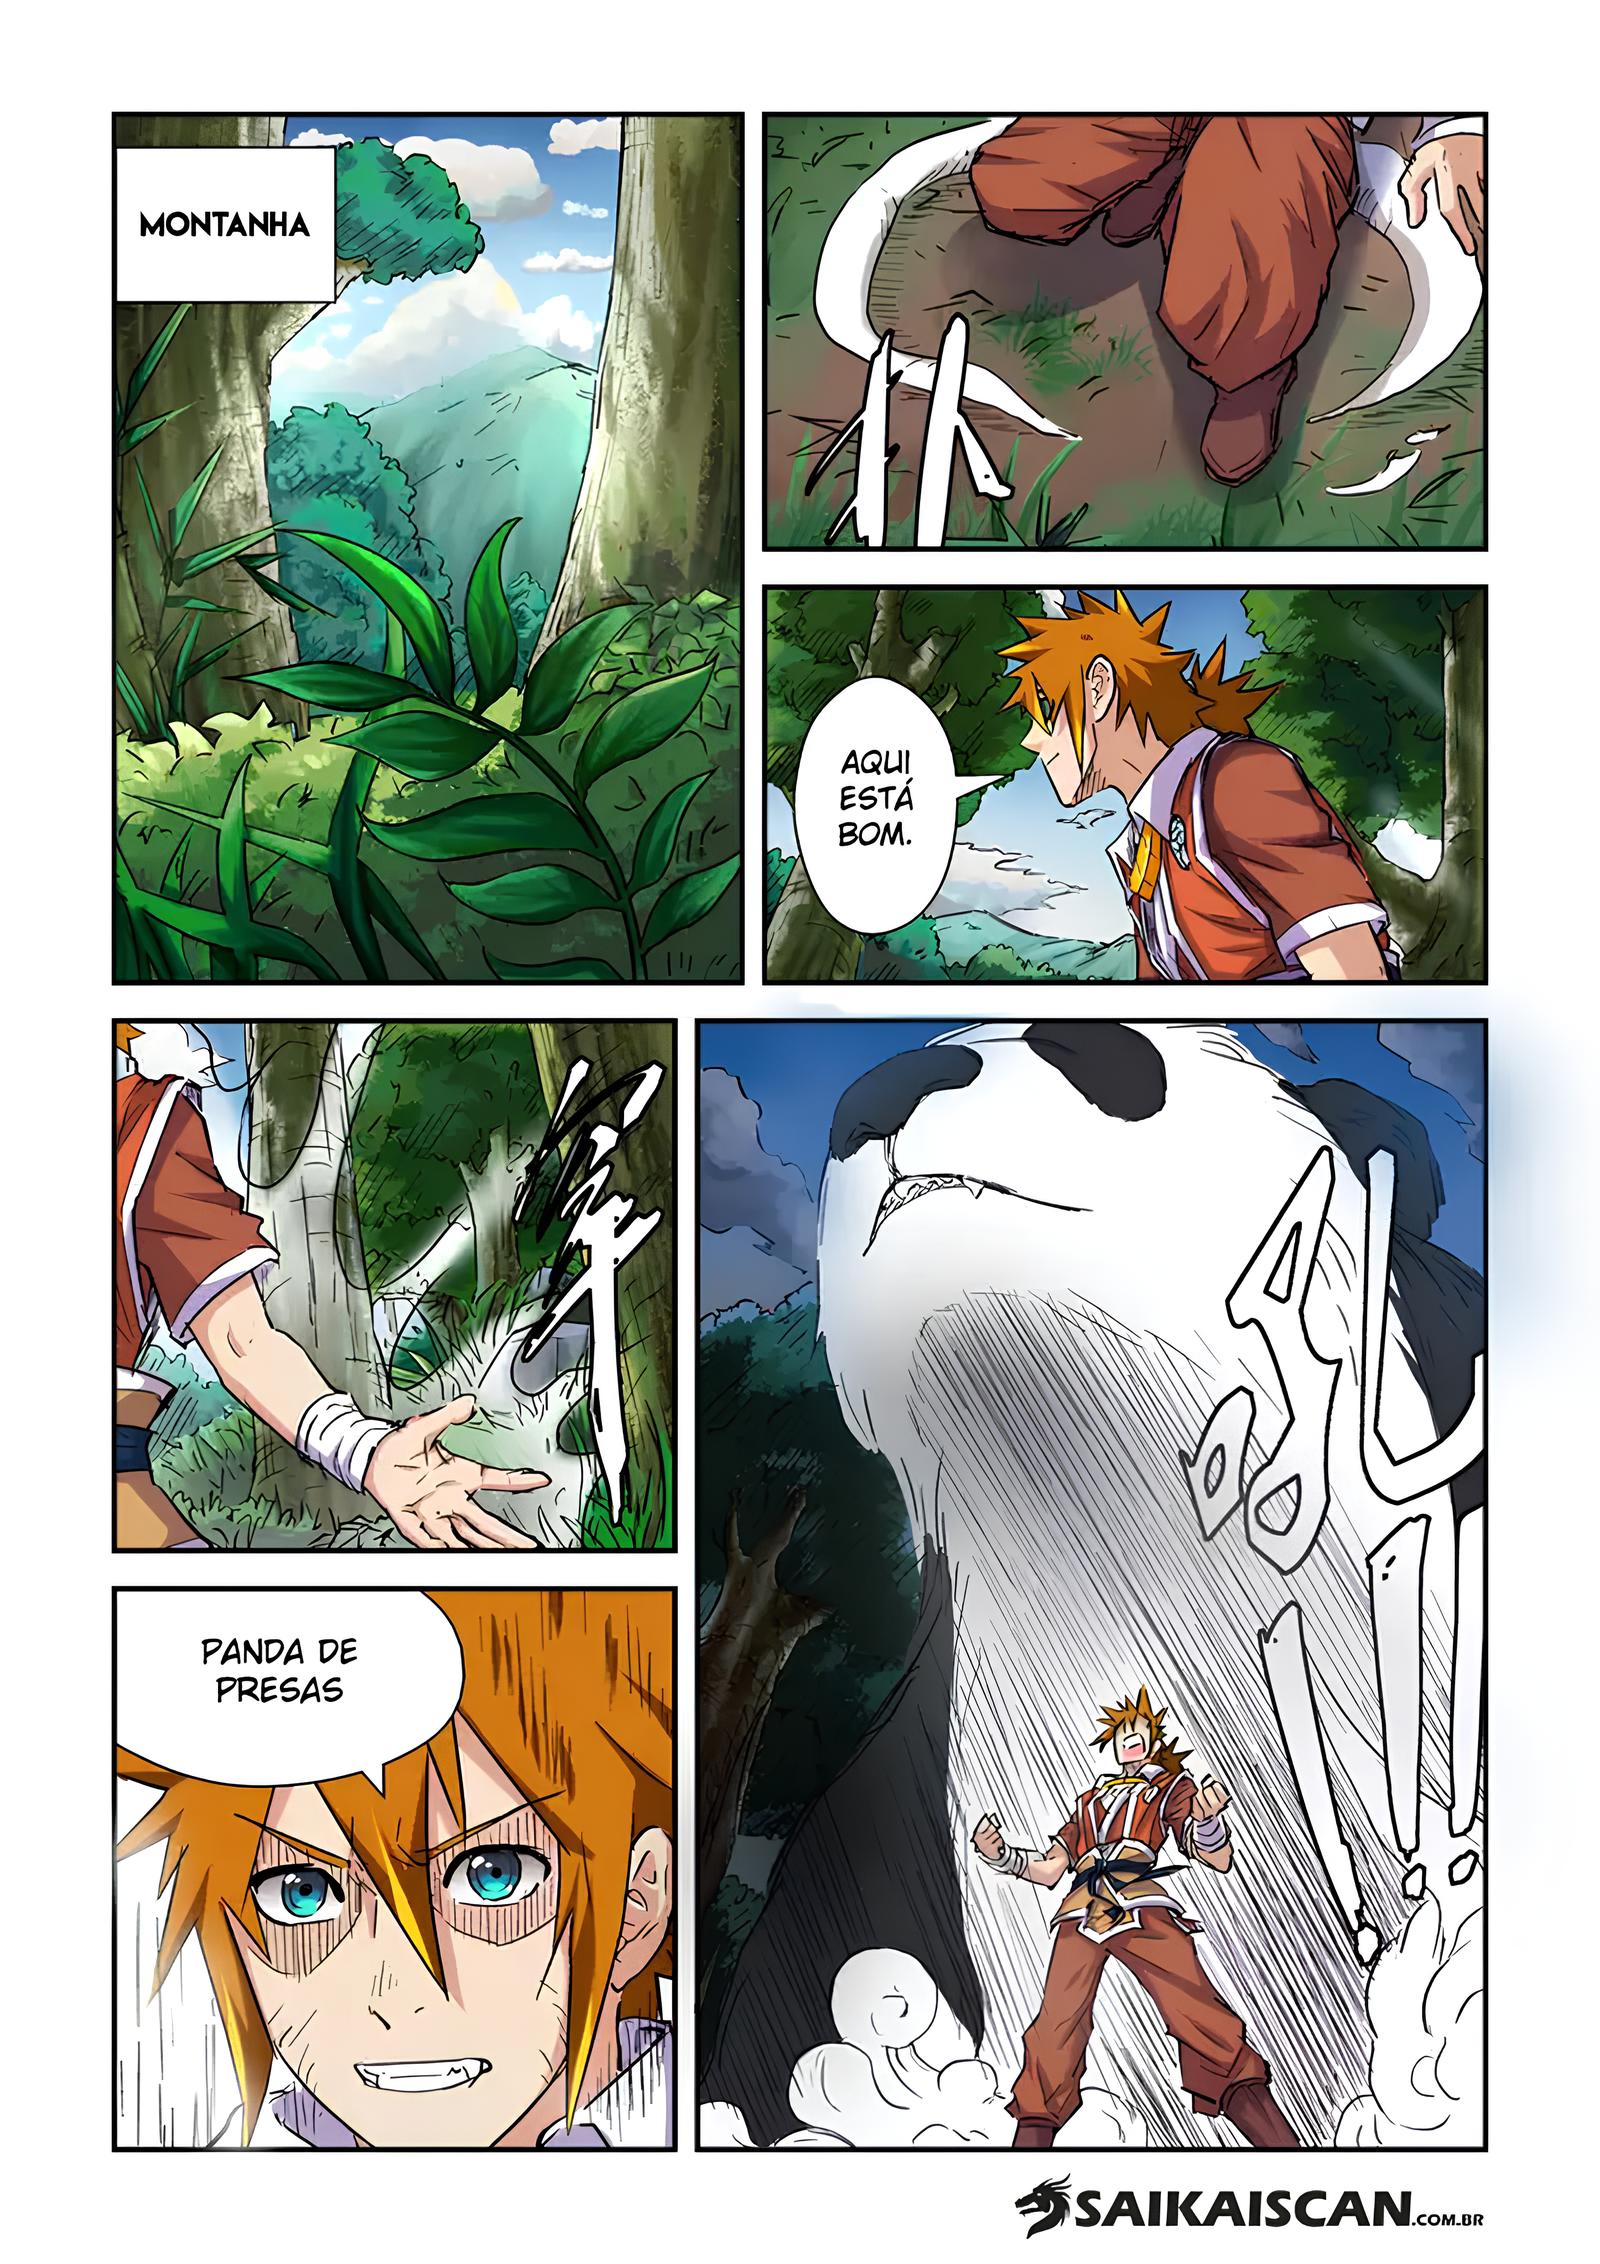 MONTANHA
AQUI
ESTÁ
BOM.
PANDA DE
PRESAS
SAIKAISCAN.COM.BR